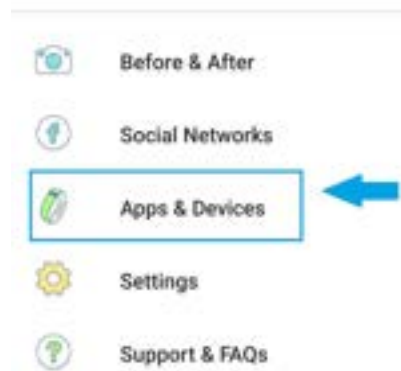 Before & After
Social Networks
Apps & Devices
Settings
Support & FAQs